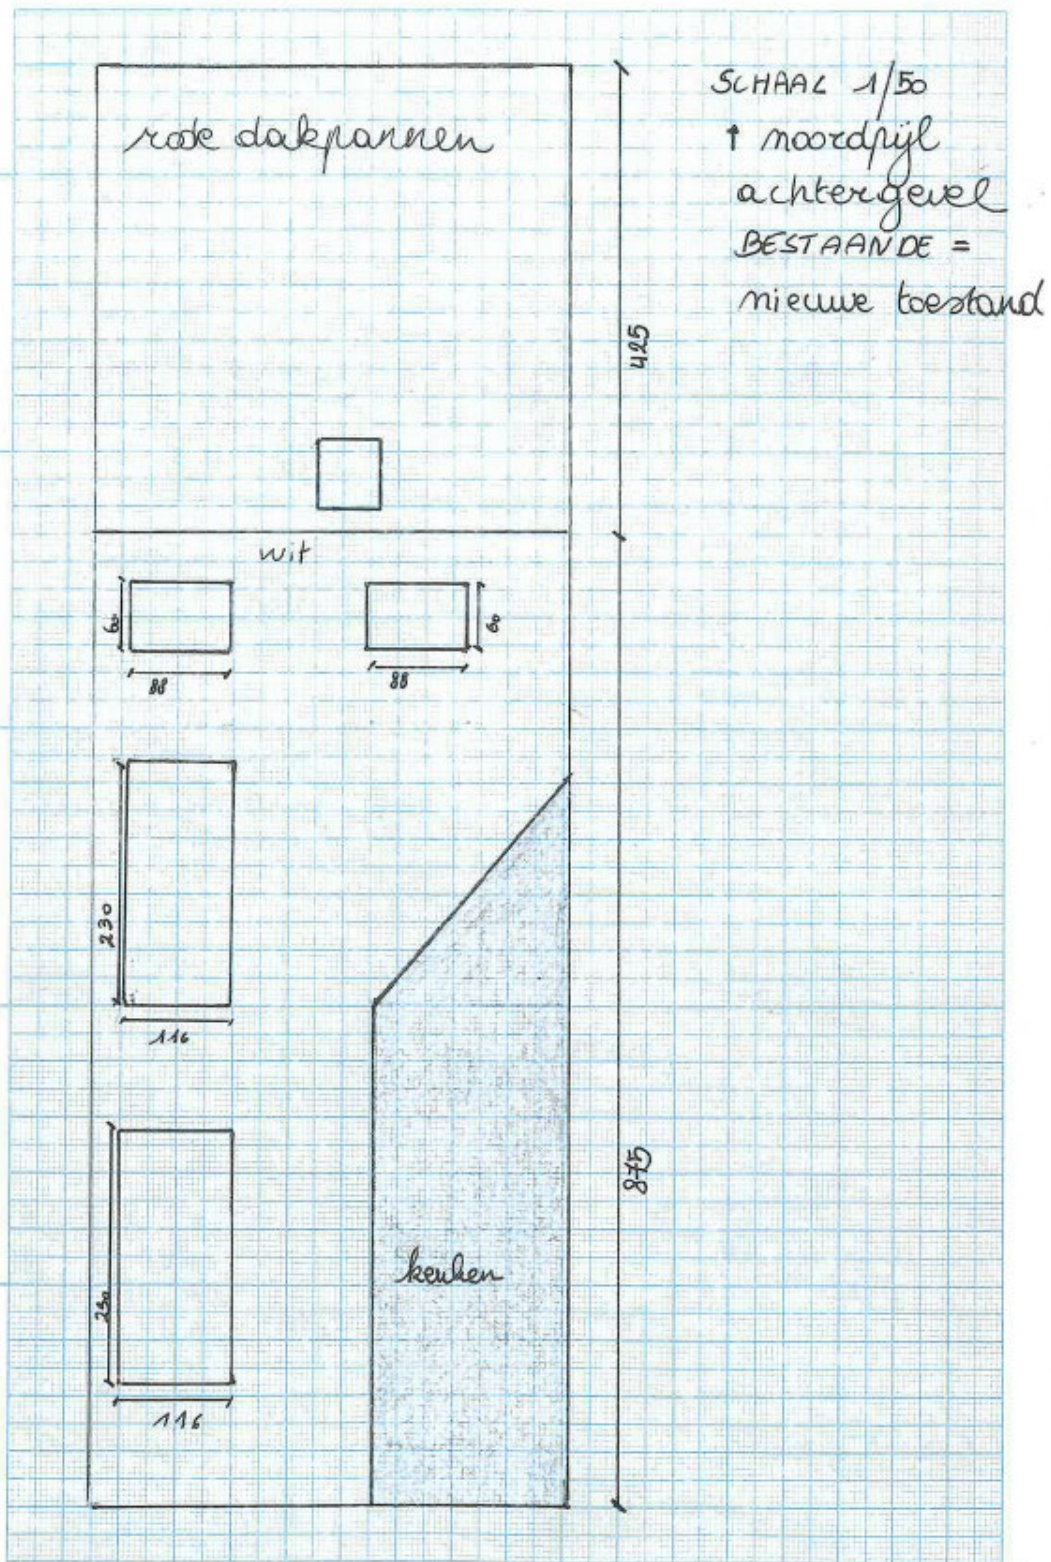 rode dakpannen
SCHAAL 1/50
↑ noordpijl
achtergevel
BESTAANDE =
nieuwe toestand
425
wit
60
88
60
88
230
116
875
keuken
230
116